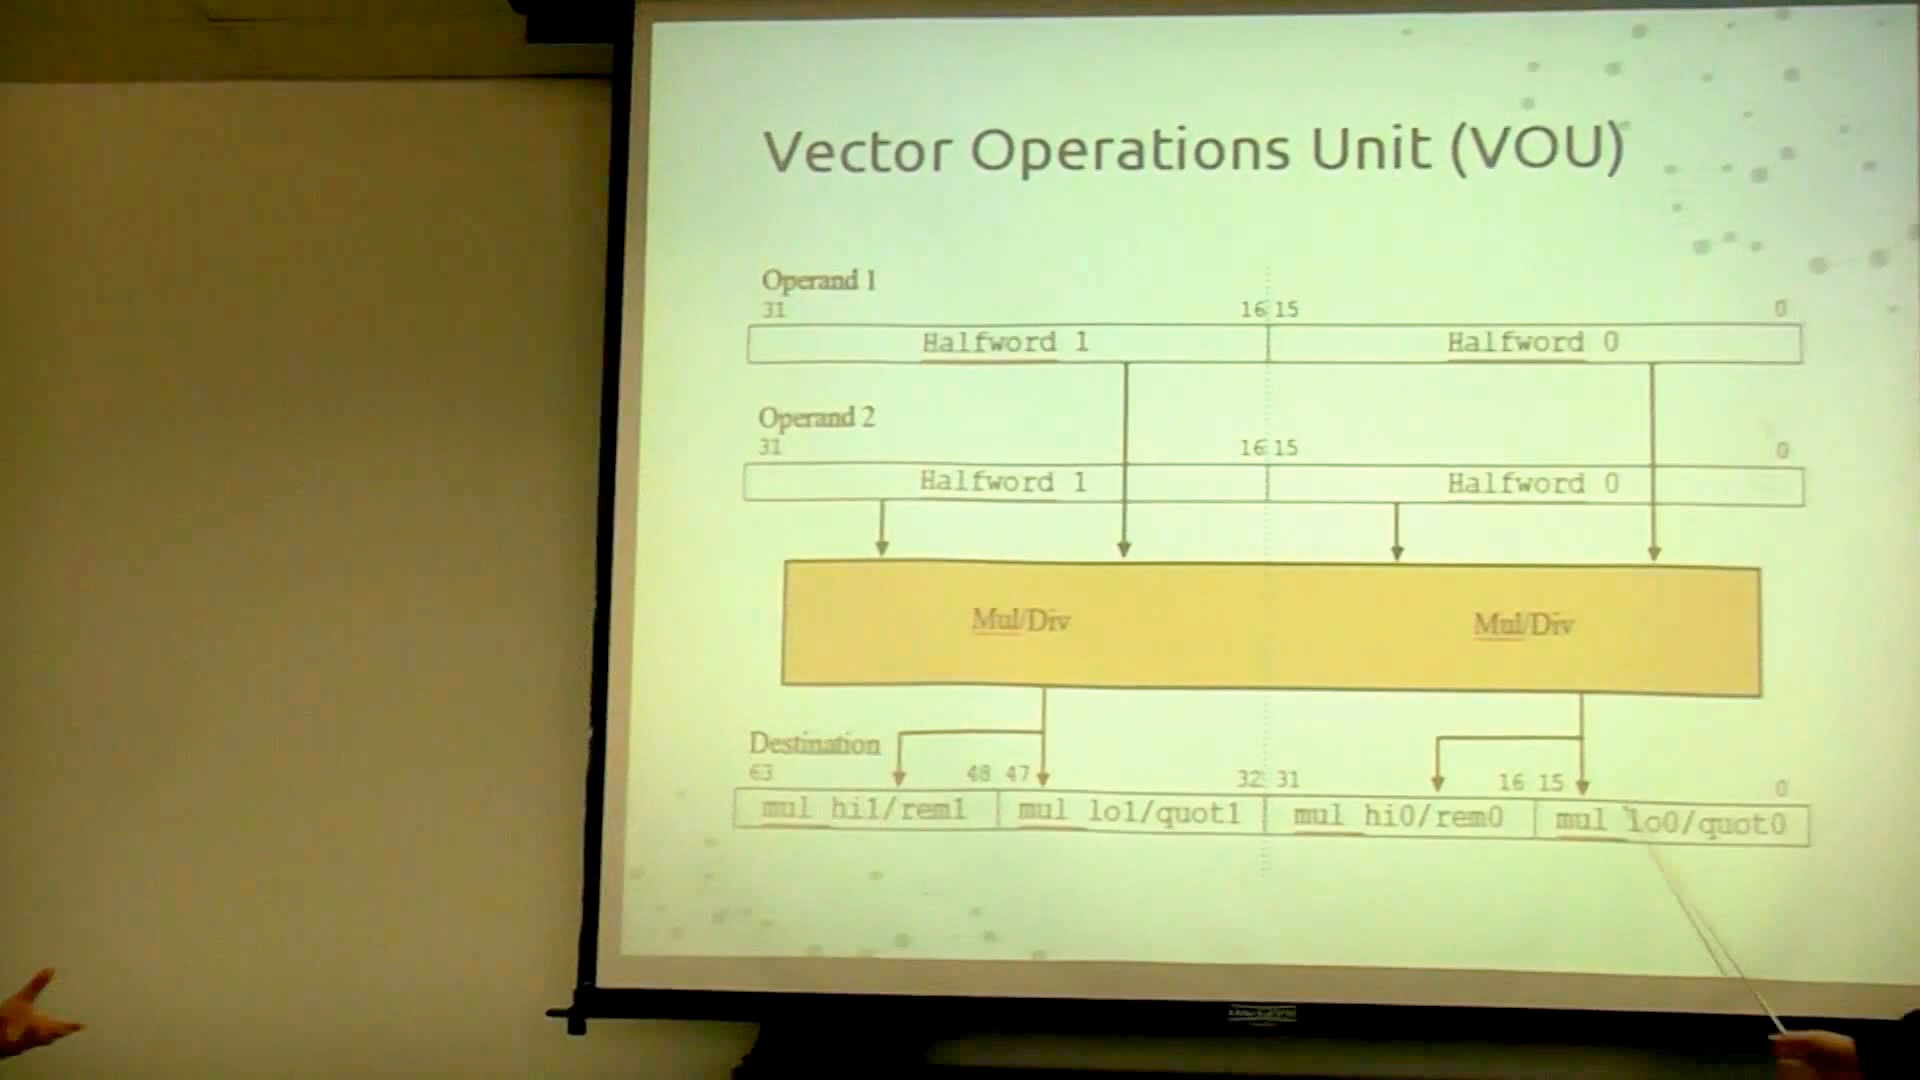 Vector Operations Unit (VOU)
Operand 1
31 16 15 0
Halfword 1 Halfword 0
Operand 2
31 16 15 0
Halfword 1 Halfword 0
Mul/Div Mul/Div
Destination
63 48 47 32 31 16 15 0
mul hi1/rem1 mul lo1/quot1 mul hi0/rem0 mul lo0/quot0